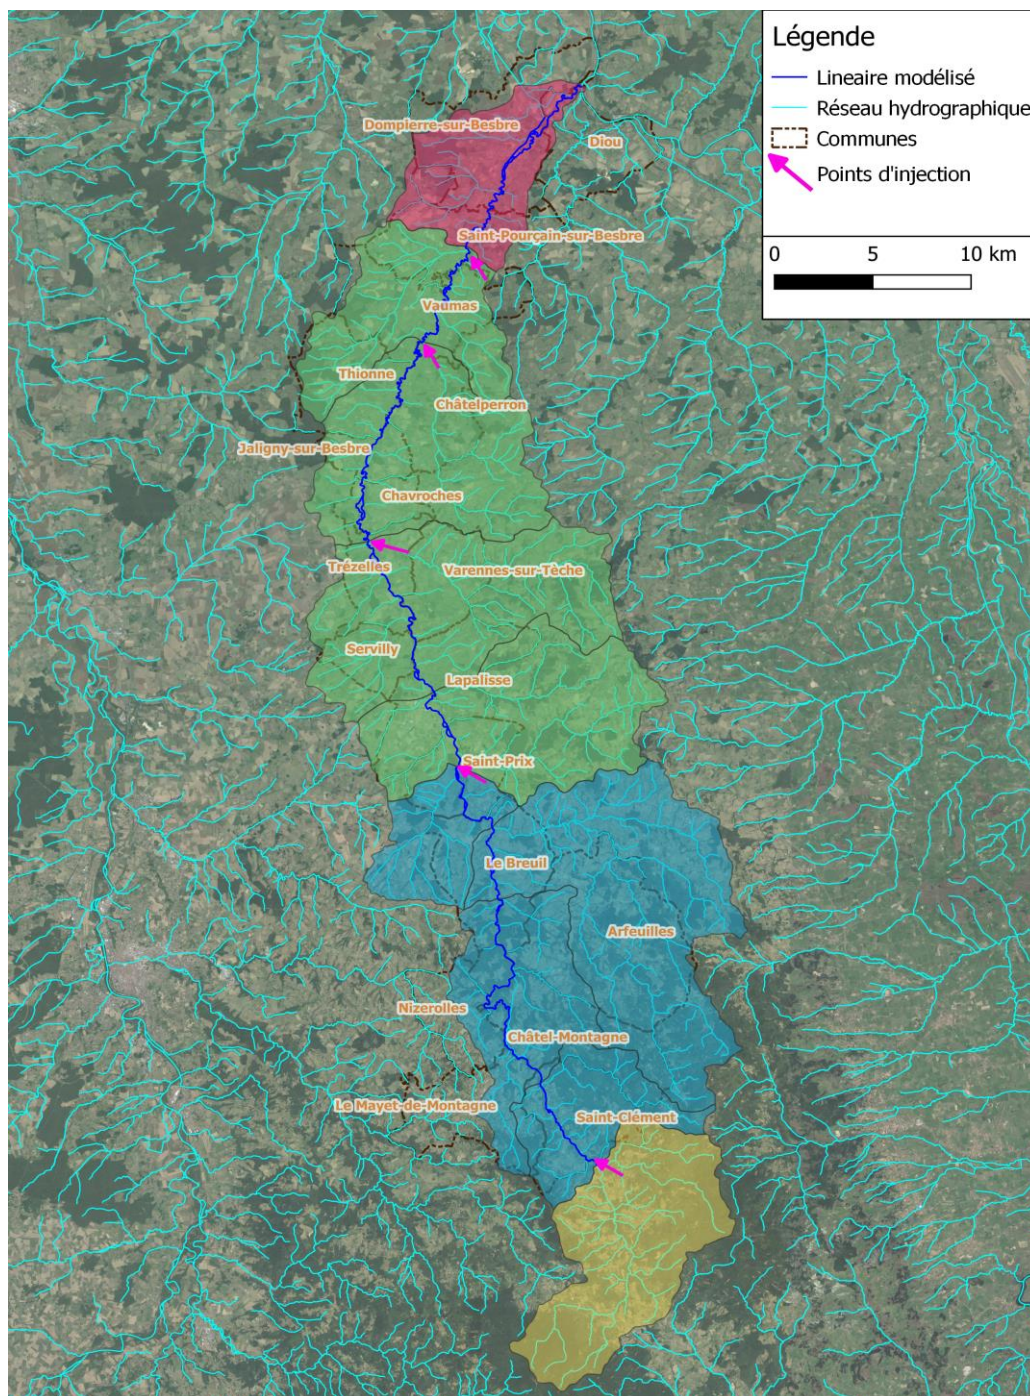 Légende
Lineaire modélisé
Réseau hydrographique
Communes
Points d'injection
0 5 10 km
Dompierre-sur-Besbre
Diou
Saint-Pourçain-sur-Besbre
Vaumas
Thionne
Châtelperron
Jaligny-sur-Besbre
Chavroches
Trézelles
Varennes-sur-Tèche
Servilly
Lapalisse
Saint-Prix
Le Breuil
Arfeuilles
Nizerolles
Châtel-Montagne
Le Mayet-de-Montagne
Saint-Clément